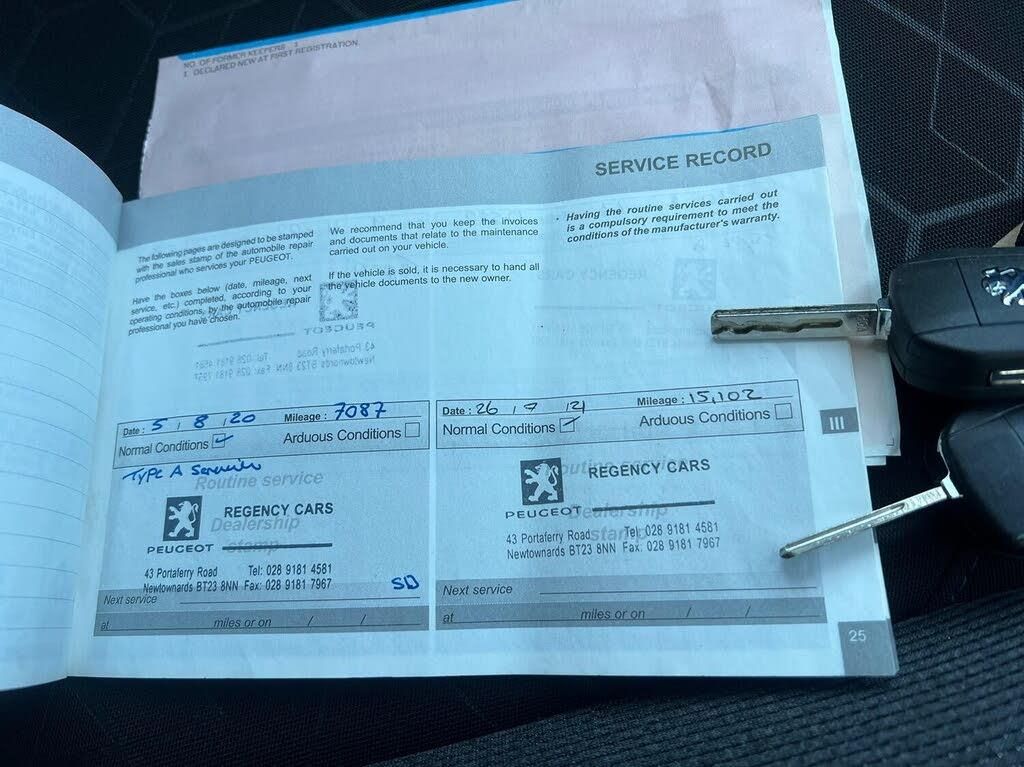 NO. OF FORMER KEEPERS 1
1 DECLARED NEW AT FIRST REGISTRATION.
SERVICE RECORD
The following pages are designed to be stamped
with the sales stamp of the automobile repair
professional who services your PEUGEOT.
Have the boxes below (date, mileage, next
service, etc.) completed, according to your
operating conditions, by the automobile repair
professional you have chosen.
We recommend that you keep the invoices
and documents that relate to the maintenance
carried out on your vehicle.
If the vehicle is sold, it is necessary to hand all
the vehicle documents to the new owner.
• Having the routine services carried out
is a compulsory requirement to meet the
conditions of the manufacturer's warranty.
Date : 5 / 8 / 20 Mileage : 7087
Normal Conditions ✓ Arduous Conditions
Type A Service
Routine service
REGENCY CARS
Dealership
PEUGEOT stamp
43 Portaferry Road Tel: 028 9181 4581
Newtownards BT23 8NN Fax: 028 9181 7967
SD
Next service
at miles or on / /
Date : 26 / 9 / 21 Mileage : 15,102
Normal Conditions ✓ Arduous Conditions
Routine service
REGENCY CARS
PEUGEOT Dealership
stamp
43 Portaferry Road Tel: 028 9181 4581
Newtownards BT23 8NN Fax: 028 9181 7967
Next service
at miles or on / /
III
25